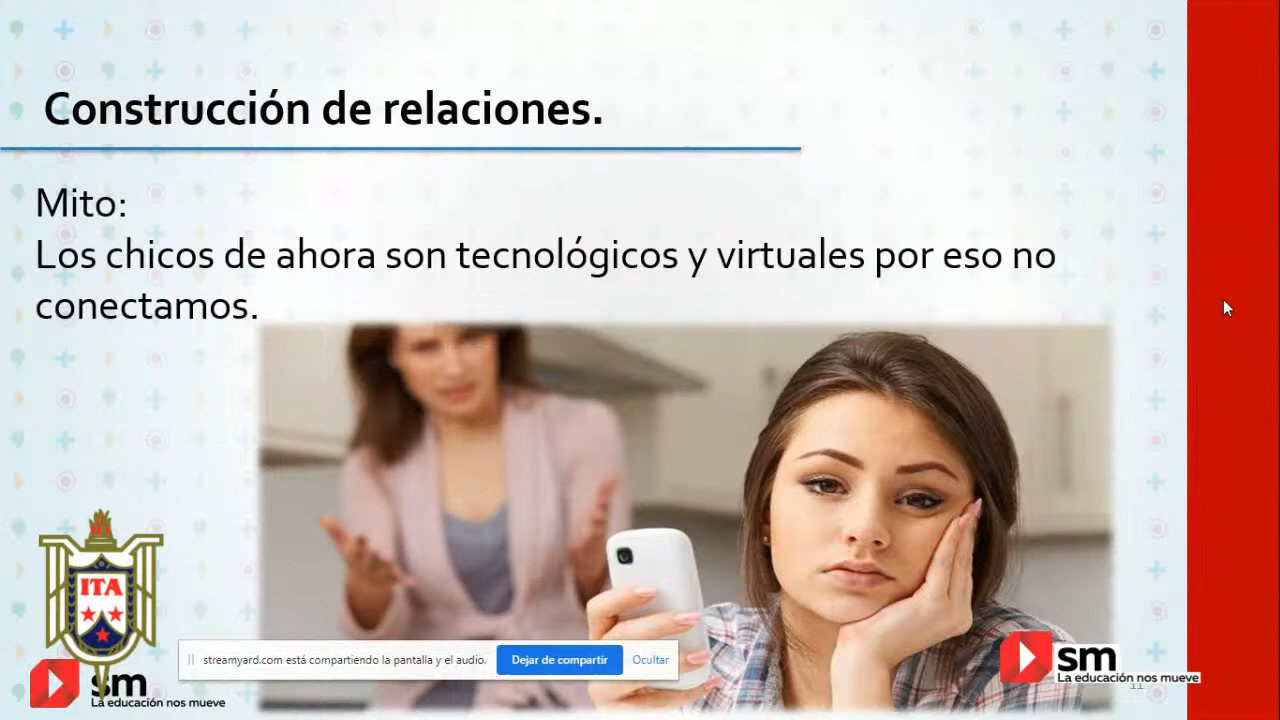 Construcción de relaciones.
Mito:
Los chicos de ahora son tecnológicos y virtuales por eso no
conectamos.
ITA
streamyard.com está compartiendo la pantalla y el audio.
Dejar de compartir
Ocultar
sm
La educación nos mueve
sm
La educación nos mueve
11